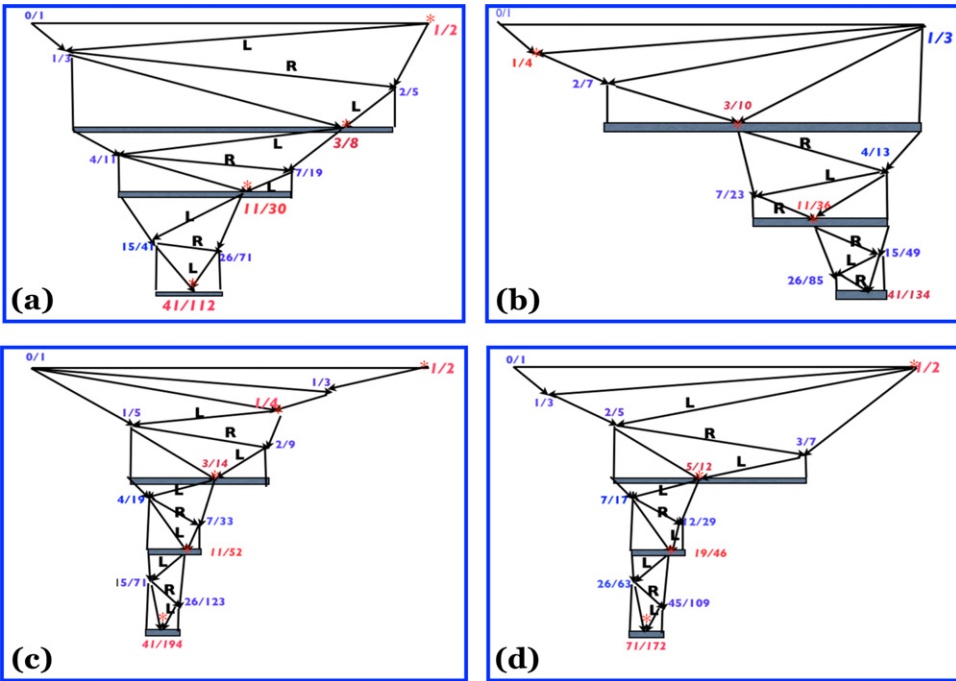 0/1
*
1/2
L
1/3
R
2/5
L
*
3/8
L
4/11
R
7/19
*
L
11/30
L
15/41
R
26/71
L
*
(a)
41/112
0/1
1/3
*
1/4
2/7
3/10
*
R
4/13
L
7/23
R
11/36
*
R
15/49
L
26/85
R
41/134
(b)
0/1
*
1/2
1/3
1/4
*
L
1/5
R
2/9
L
3/14
*
L
4/19
R
7/33
L
*
11/52
L
15/71
R
26/123
L
*
41/194
(c)
0/1
*
1/2
1/3
L
2/5
R
3/7
L
5/12
*
L
7/17
R
12/29
L
*
19/46
L
26/63
R
45/109
L
*
71/172
(d)